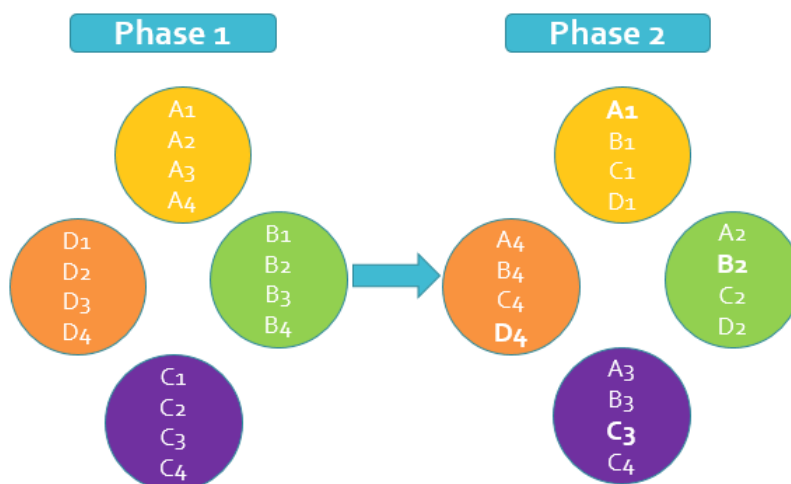 Phase 1
Phase 2
A1
A2
A3
A4
D1
D2
D3
D4
B1
B2
B3
B4
C1
C2
C3
C4
A1
B1
C1
D1
A4
B4
C4
D4
A2
B2
C2
D2
A3
B3
C3
C4